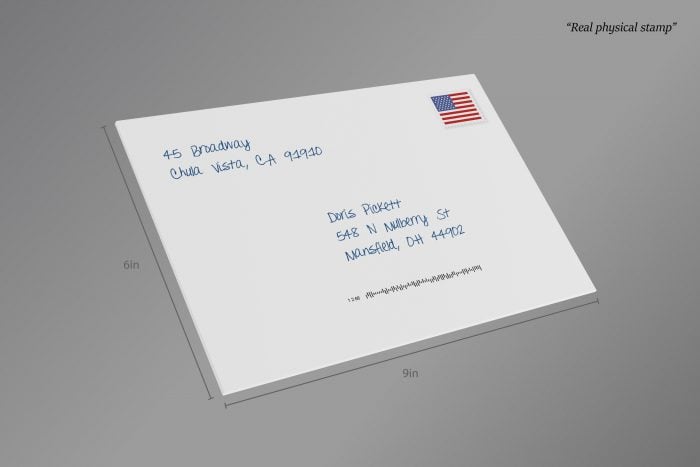 “Real physical stamp”
45 Broadway
Chula Vista, CA 91910
Doris Pickett
548 N Mulberry St
Mansfield, OH 44902
6in
9in